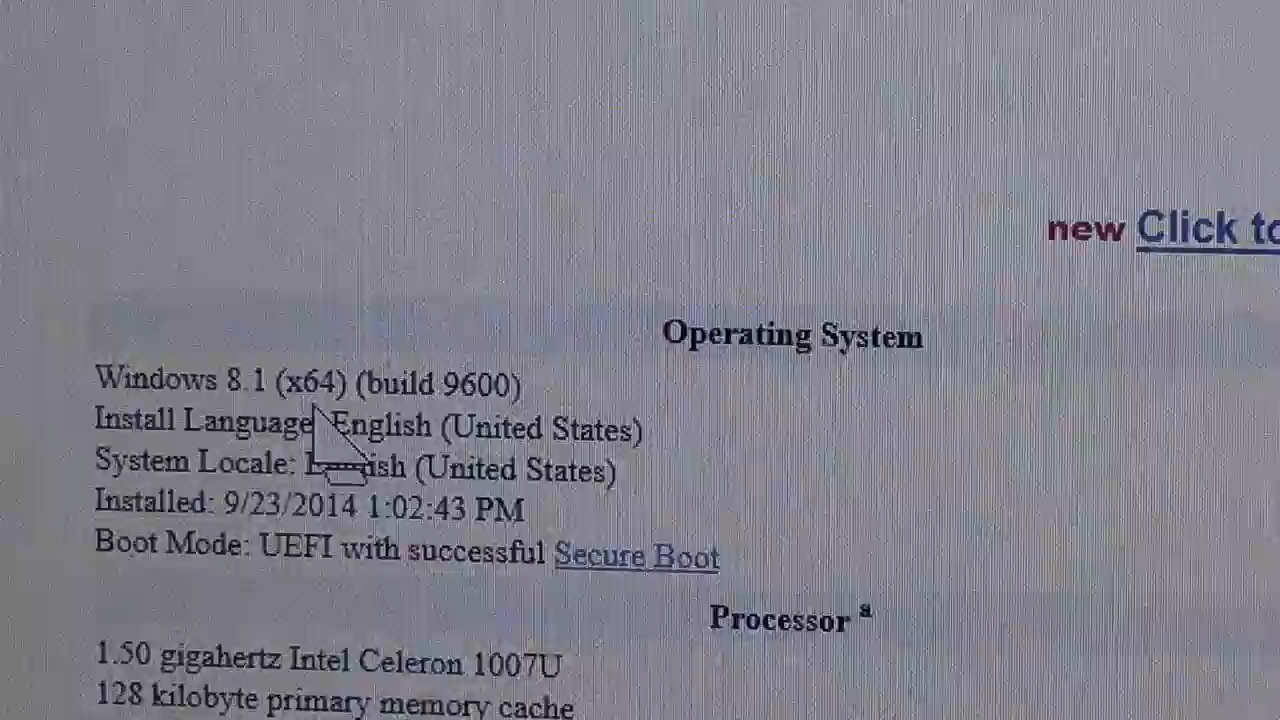 new Click to
Operating System
Windows 8.1 (x64) (build 9600)
Install Language English (United States)
System Locale: English (United States)
Installed: 9/23/2014 1:02:43 PM
Boot Mode: UEFI with successful Secure Boot
Processor a
1.50 gigahertz Intel Celeron 1007U
128 kilobyte primary memory cache